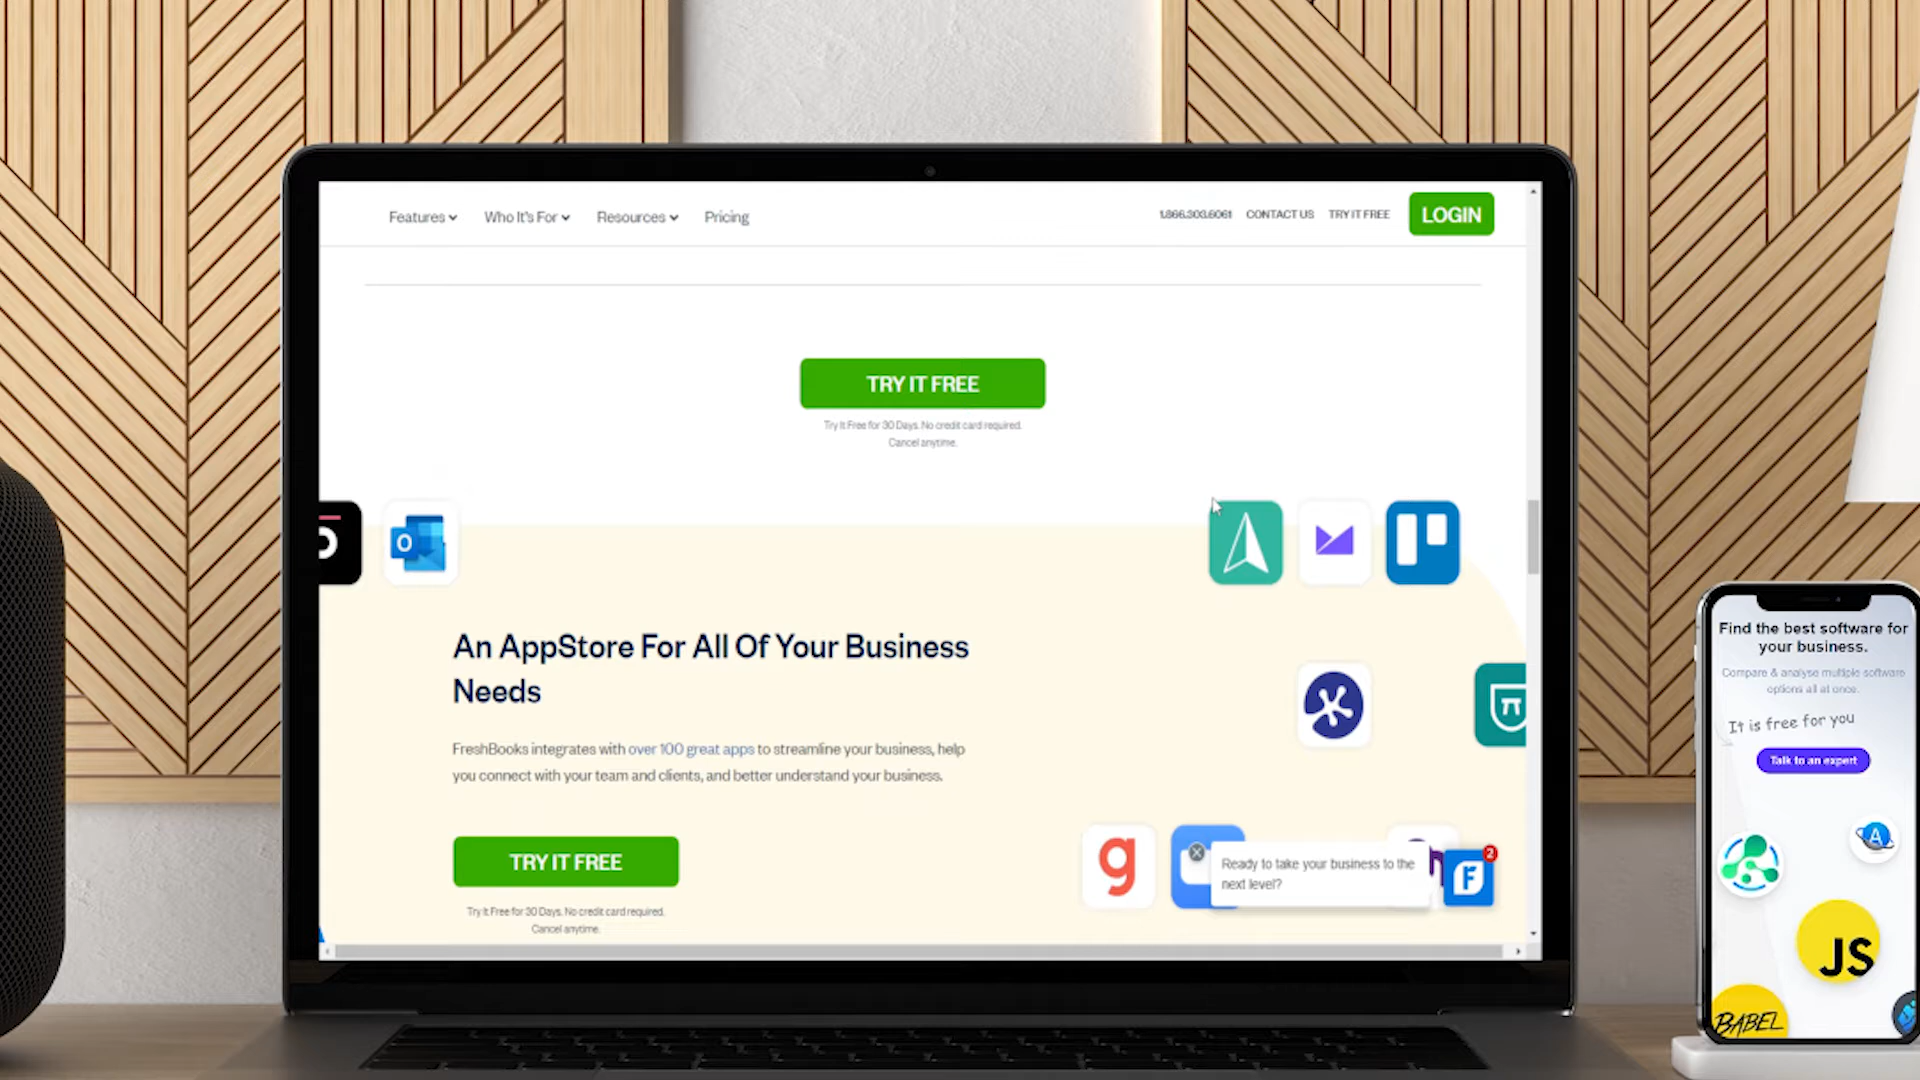 Features
Who It's For
Resources
Pricing
1.866.303.6061
CONTACT US
TRY IT FREE
LOGIN
TRY IT FREE
Try It Free for 30 Days. No credit card required.
Cancel anytime.
An AppStore For All Of Your Business
Needs
FreshBooks integrates with over 100 great apps to streamline your business, help
you connect with your team and clients, and better understand your business.
TRY IT FREE
Try It Free for 30 Days. No credit card required.
Cancel anytime.
g
Ready to take your business to the
next level?
F
2
Find the best software for
your business.
Compare & analyse multiple software
options all at once.
It is free for you
Talk to an expert
A
JS
BABEL